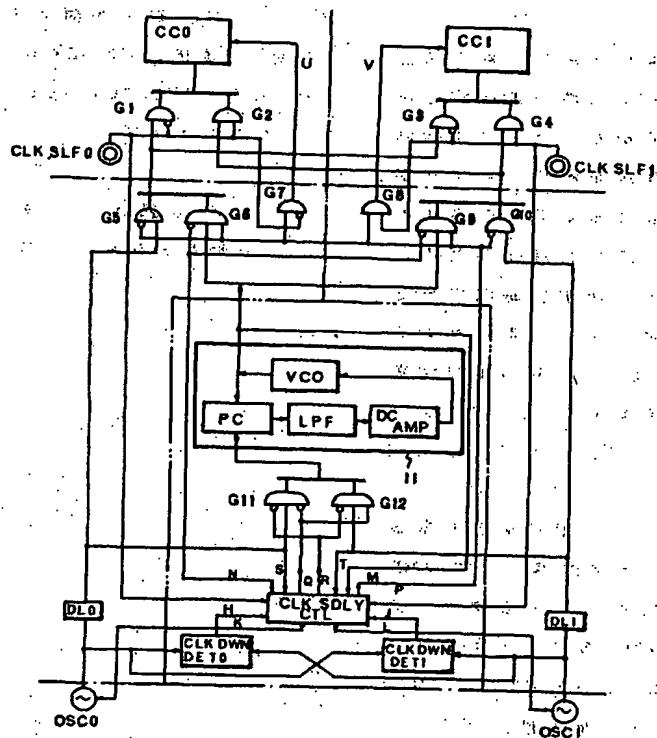 CC0
CC1
U
V
G1
G2
G3
G4
CLK SLF0
CLK SLF1
G5
G6
G7
G8
G9
G10
VCO
PC
LPF
DC AMP
11
G11
G12
S
Q
R
T
N
M
P
H
K
CLK SDLY
CTL
J
DL0
DL1
CLK DWN
DET0
CLK DWN
DET1
OSC0
OSC1